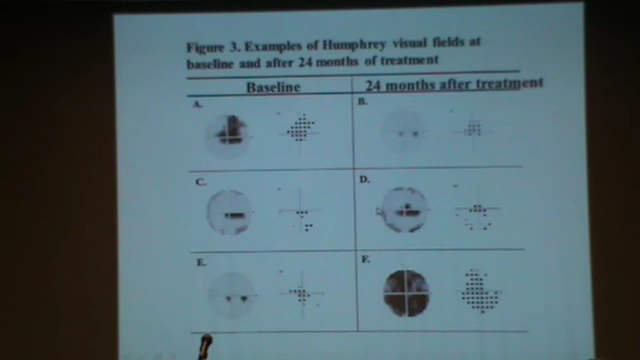 Figure 3. Examples of Humphrey visual fields at
baseline and after 24 months of treatment
Baseline
24 months after treatment
A.
B.
C.
D.
E.
F.